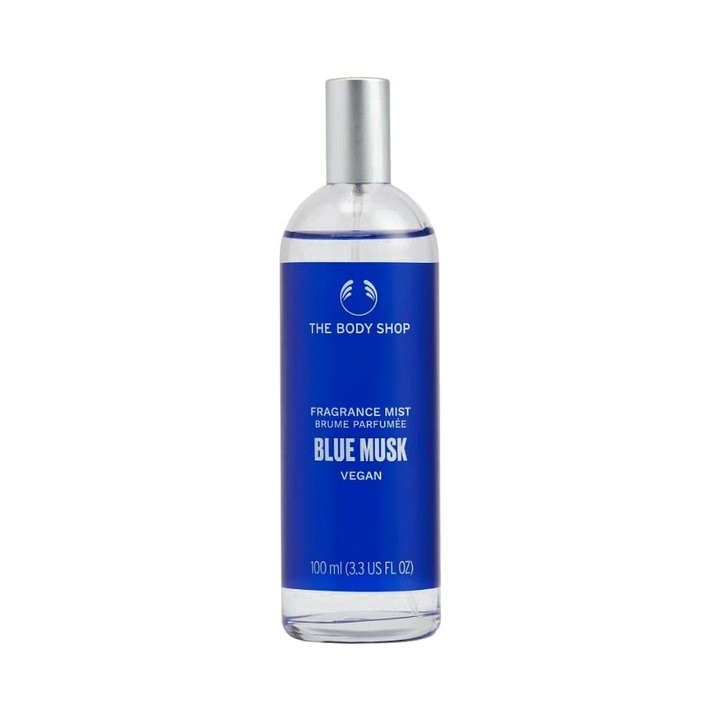 THE BODY SHOP
FRAGRANCE MIST
BRUME PARFUMÉE
BLUE MUSK
VEGAN
100 ml (3.3 US FL OZ)